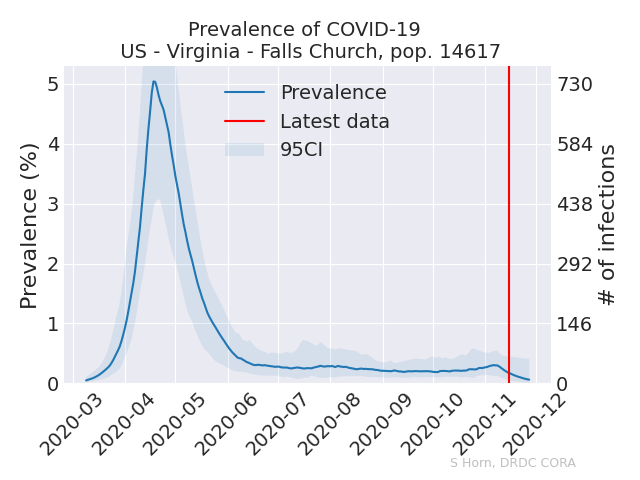 Prevalence of COVID-19
US - Virginia - Falls Church, pop. 14617
Prevalence
Latest data
95CI
Prevalence (%)
5
4
3
2
1
0
730
584
438
292
146
0
# of infections
2020-03
2020-04
2020-05
2020-06
2020-07
2020-08
2020-09
2020-10
2020-11
2020-12
S Horn, DRDC CORA